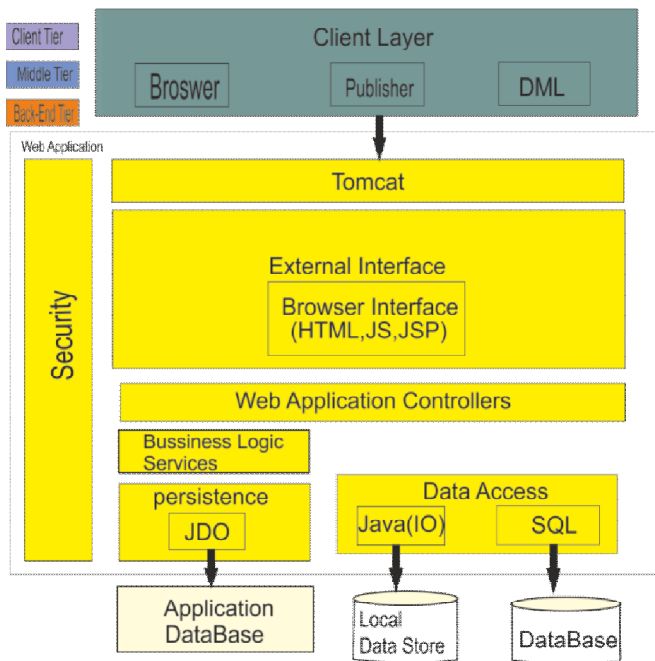 Client Tier
Middle Tier
Back-End Tier
Client Layer
Broswer
Publisher
DML
Web Application
Security
Tomcat
External Interface
Browser Interface
(HTML,JS,JSP)
Web Application Controllers
Bussiness Logic
Services
persistence
JDO
Data Access
Java(IO)
SQL
Application
DataBase
Local
Data Store
DataBase